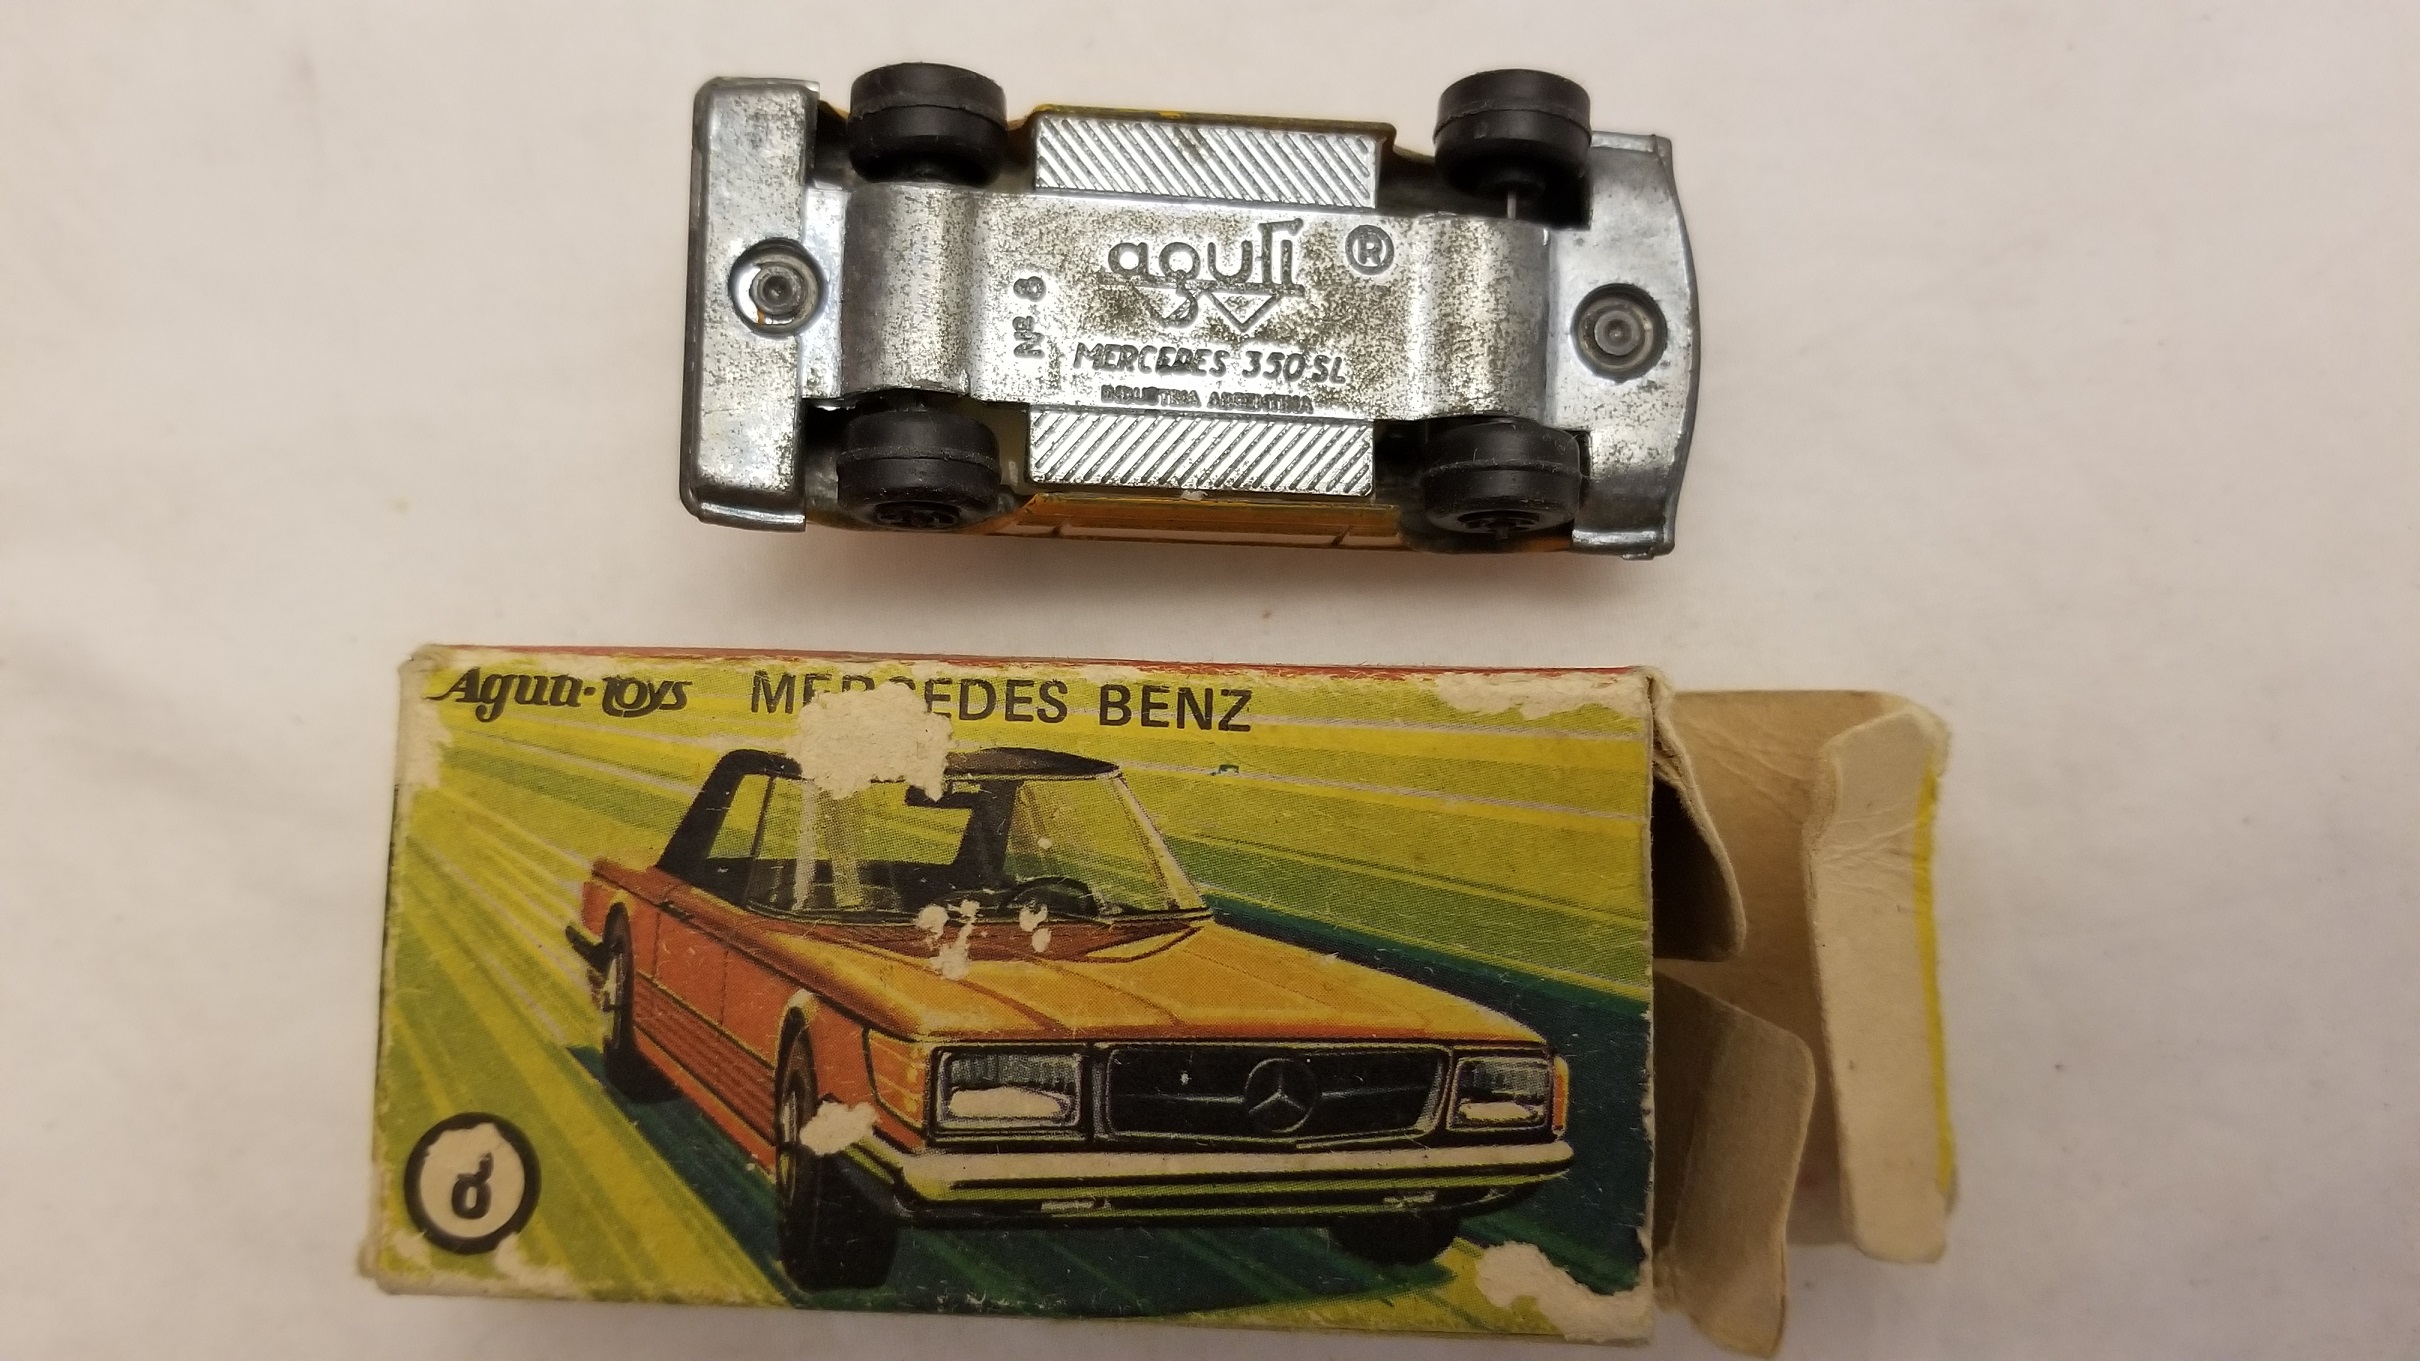 aguti ®
Nº 8
MERCEDES 350 SL
INDUSTRIA ARGENTINA
Aguti-toys MERCEDES BENZ
8